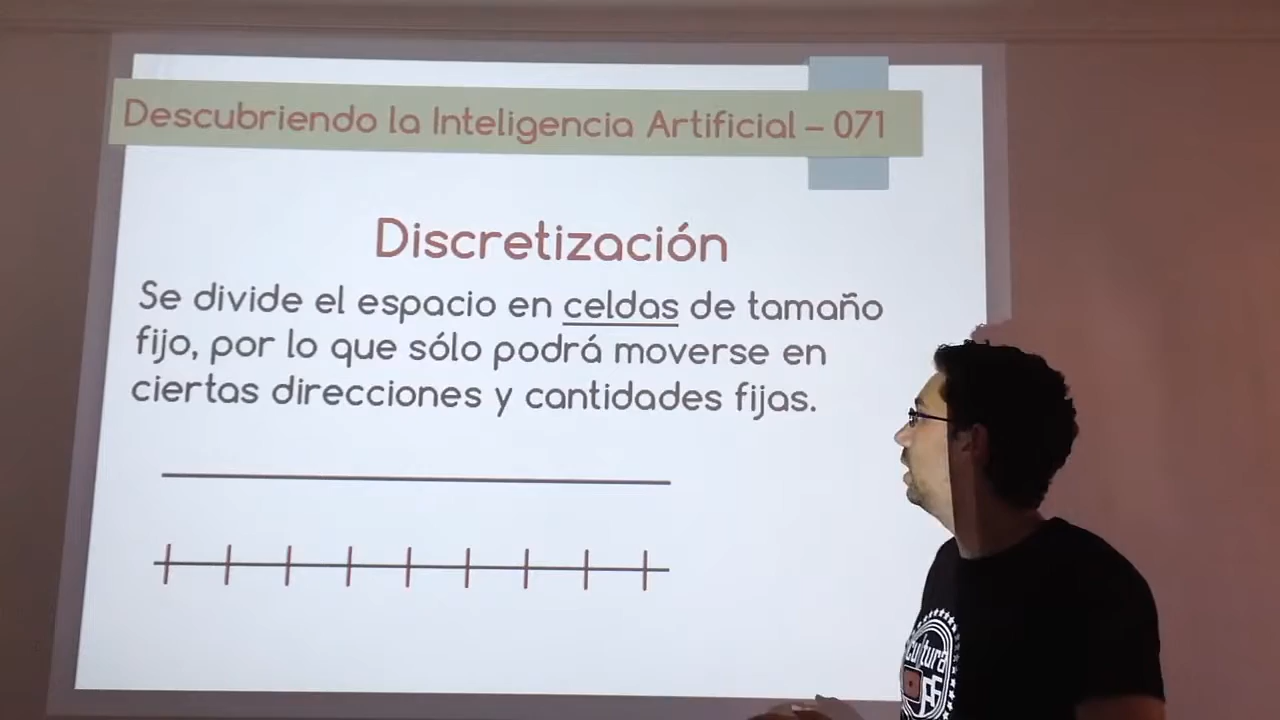 Descubriendo la Inteligencia Artificial – 071
Discretización
Se divide el espacio en celdas de tamaño
fijo, por lo que sólo podrá moverse en
ciertas direcciones y cantidades fijas.